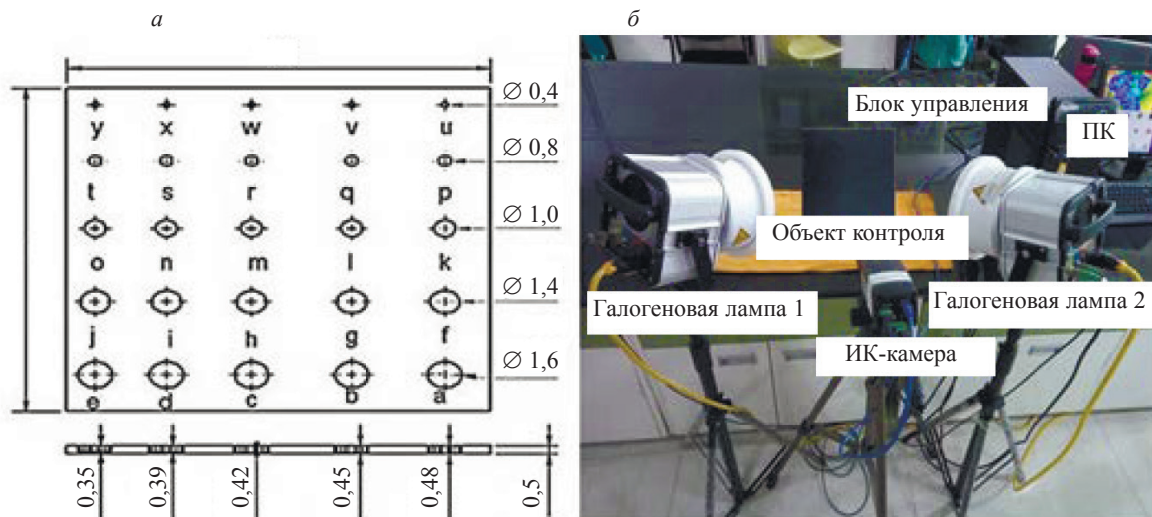 а
б
y x w v u
Ø 0,4
t s r q p
Ø 0,8
o n m l k
Ø 1,0
j i h g f
Ø 1,4
e d c b a
Ø 1,6
0,35 0,39 0,42 0,45 0,48 0,5
Блок управления
ПК
Объект контроля
Галогеновая лампа 1
Галогеновая лампа 2
ИК-камера